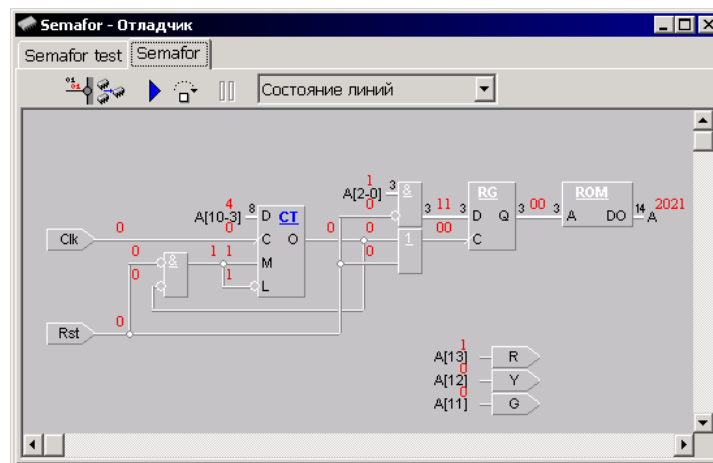 Semafor - Отладчик
Semafor test Semafor
Состояние линий
1
A[2-0] 3 &
0
4
A[10-3] 8 D CT
0
RG
ROM
3 11 3 D Q 3 00 3 A DO 14 A 2021
Clk 0
C O 0 0 1 00 C
0 & 1 1 M 0
0 1 L
Rst 0
1
A[13] R
0
A[12] Y
0
A[11] G